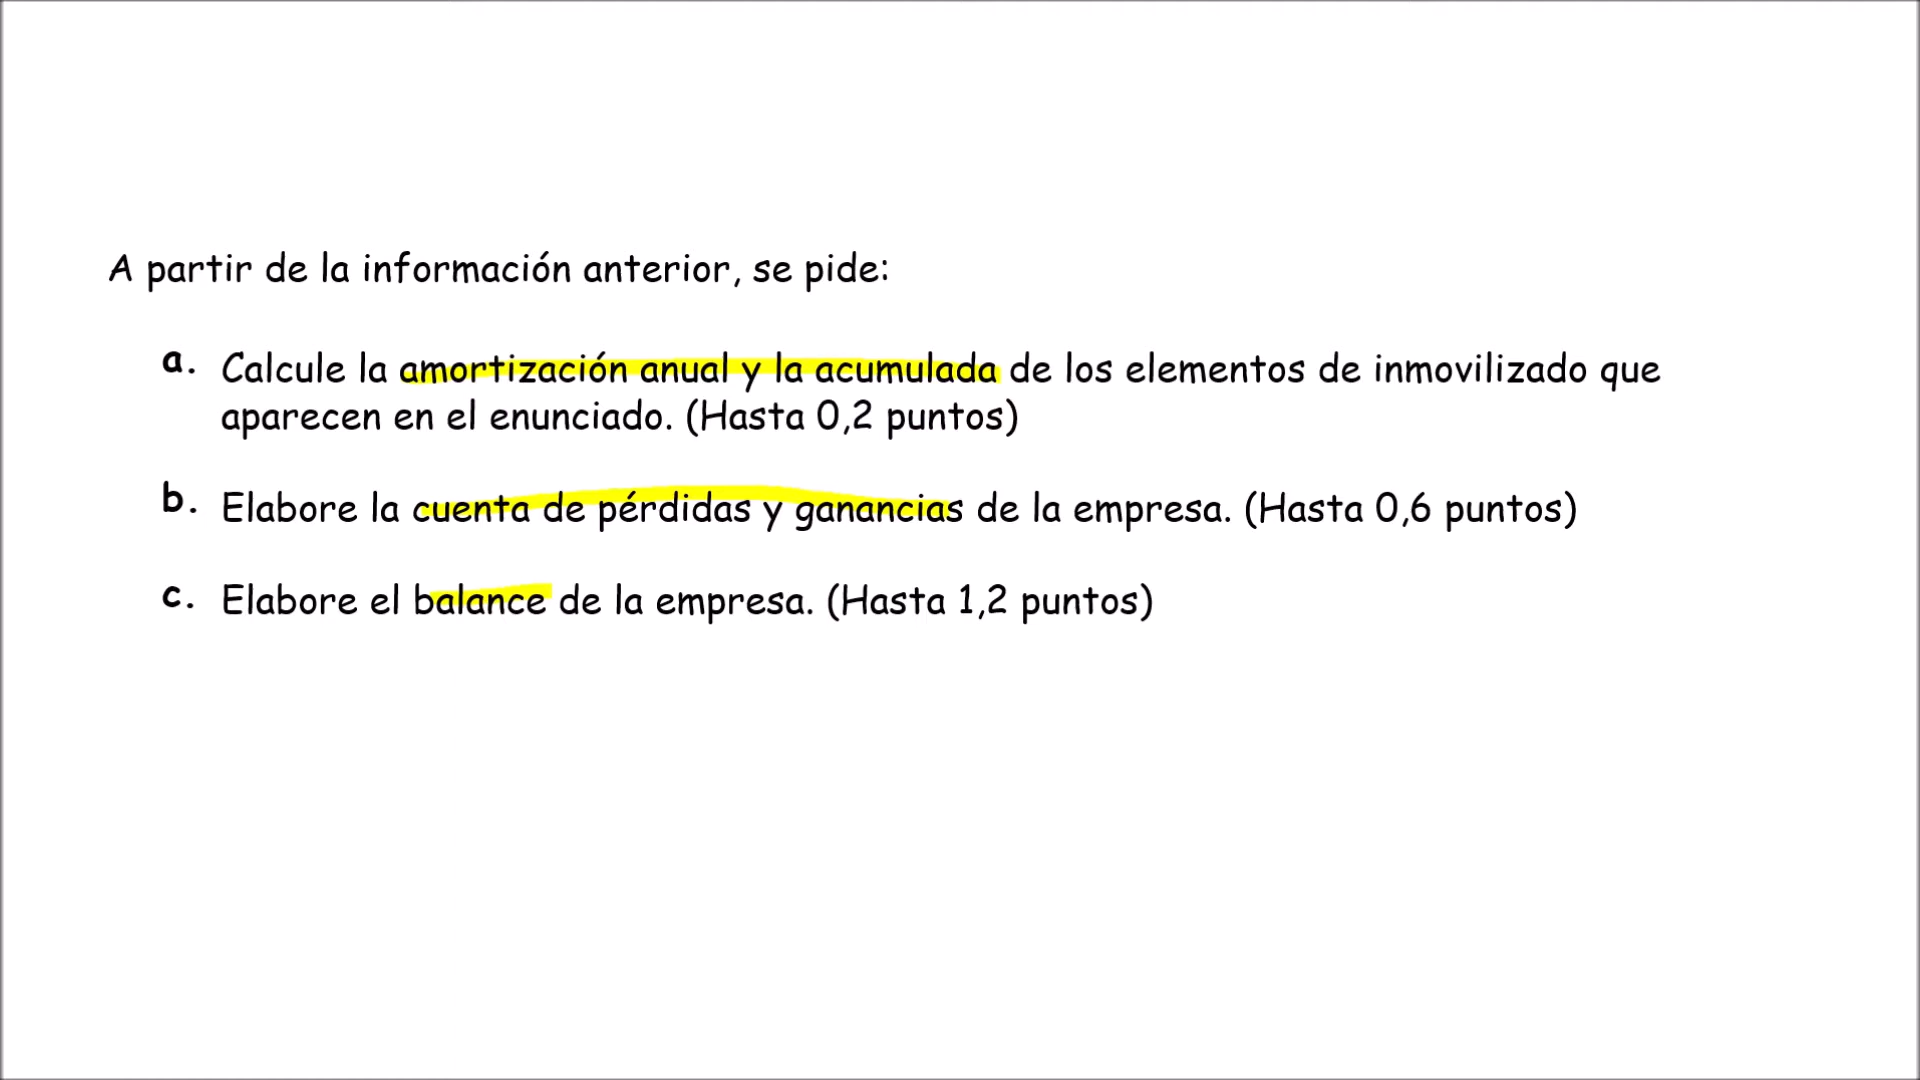 A partir de la información anterior, se pide:
a. Calcule la amortización anual y la acumulada de los elementos de inmovilizado que
aparecen en el enunciado. (Hasta 0,2 puntos)
b. Elabore la cuenta de pérdidas y ganancias de la empresa. (Hasta 0,6 puntos)
c. Elabore el balance de la empresa. (Hasta 1,2 puntos)